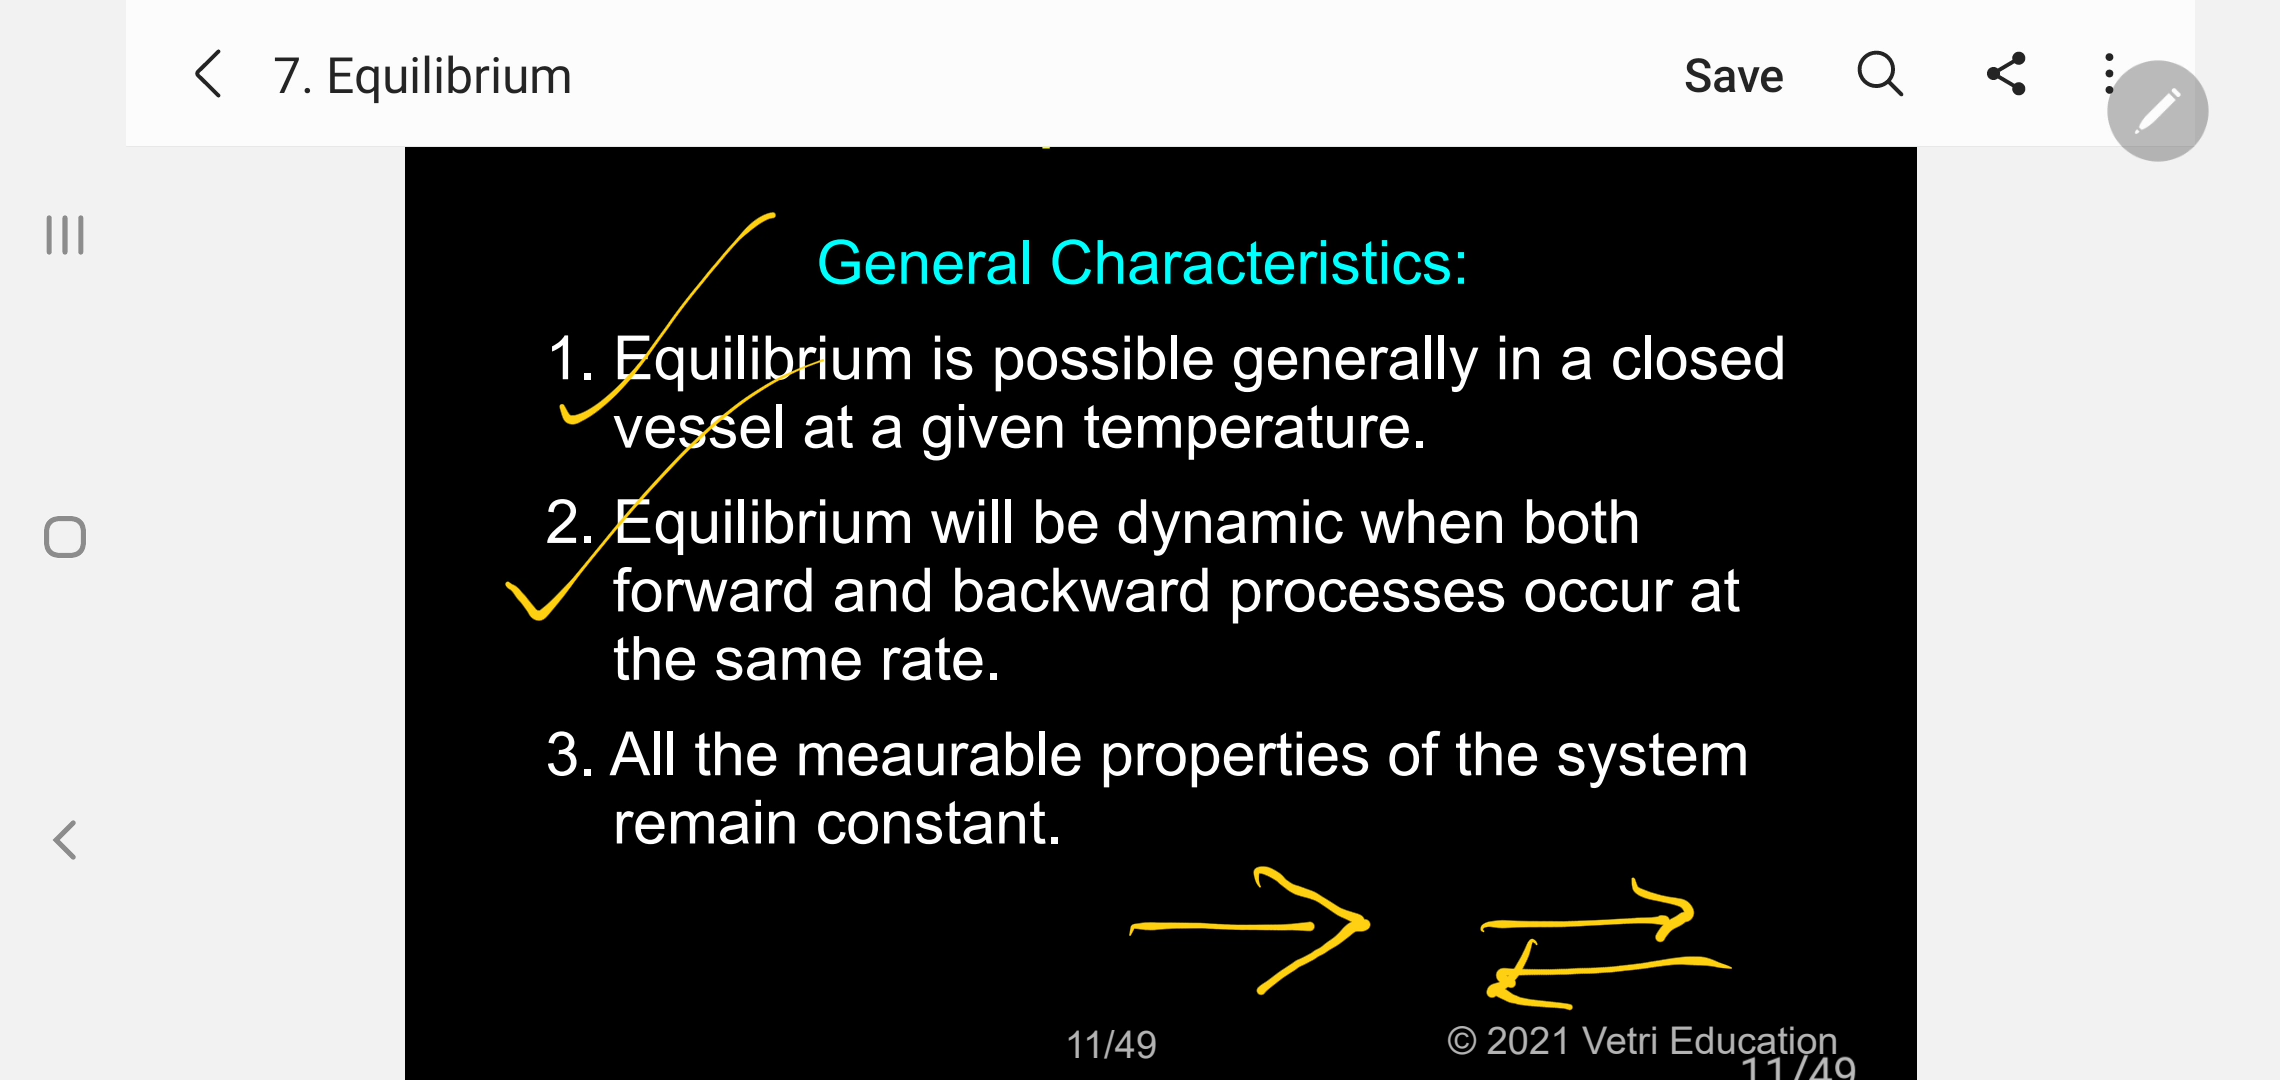 7. Equilibrium
Save
General Characteristics:
1. Equilibrium is possible generally in a closed
vessel at a given temperature.
2. Equilibrium will be dynamic when both
forward and backward processes occur at
the same rate.
3. All the meaurable properties of the system
remain constant.
11/49
© 2021 Vetri Education
11/49